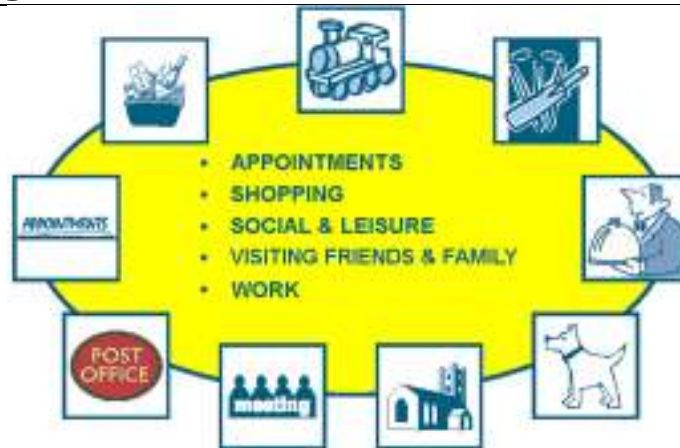 • APPOINTMENTS
• SHOPPING
• SOCIAL & LEISURE
• VISITING FRIENDS & FAMILY
• WORK
APPOINTMENTS
POST
OFFICE
meeting